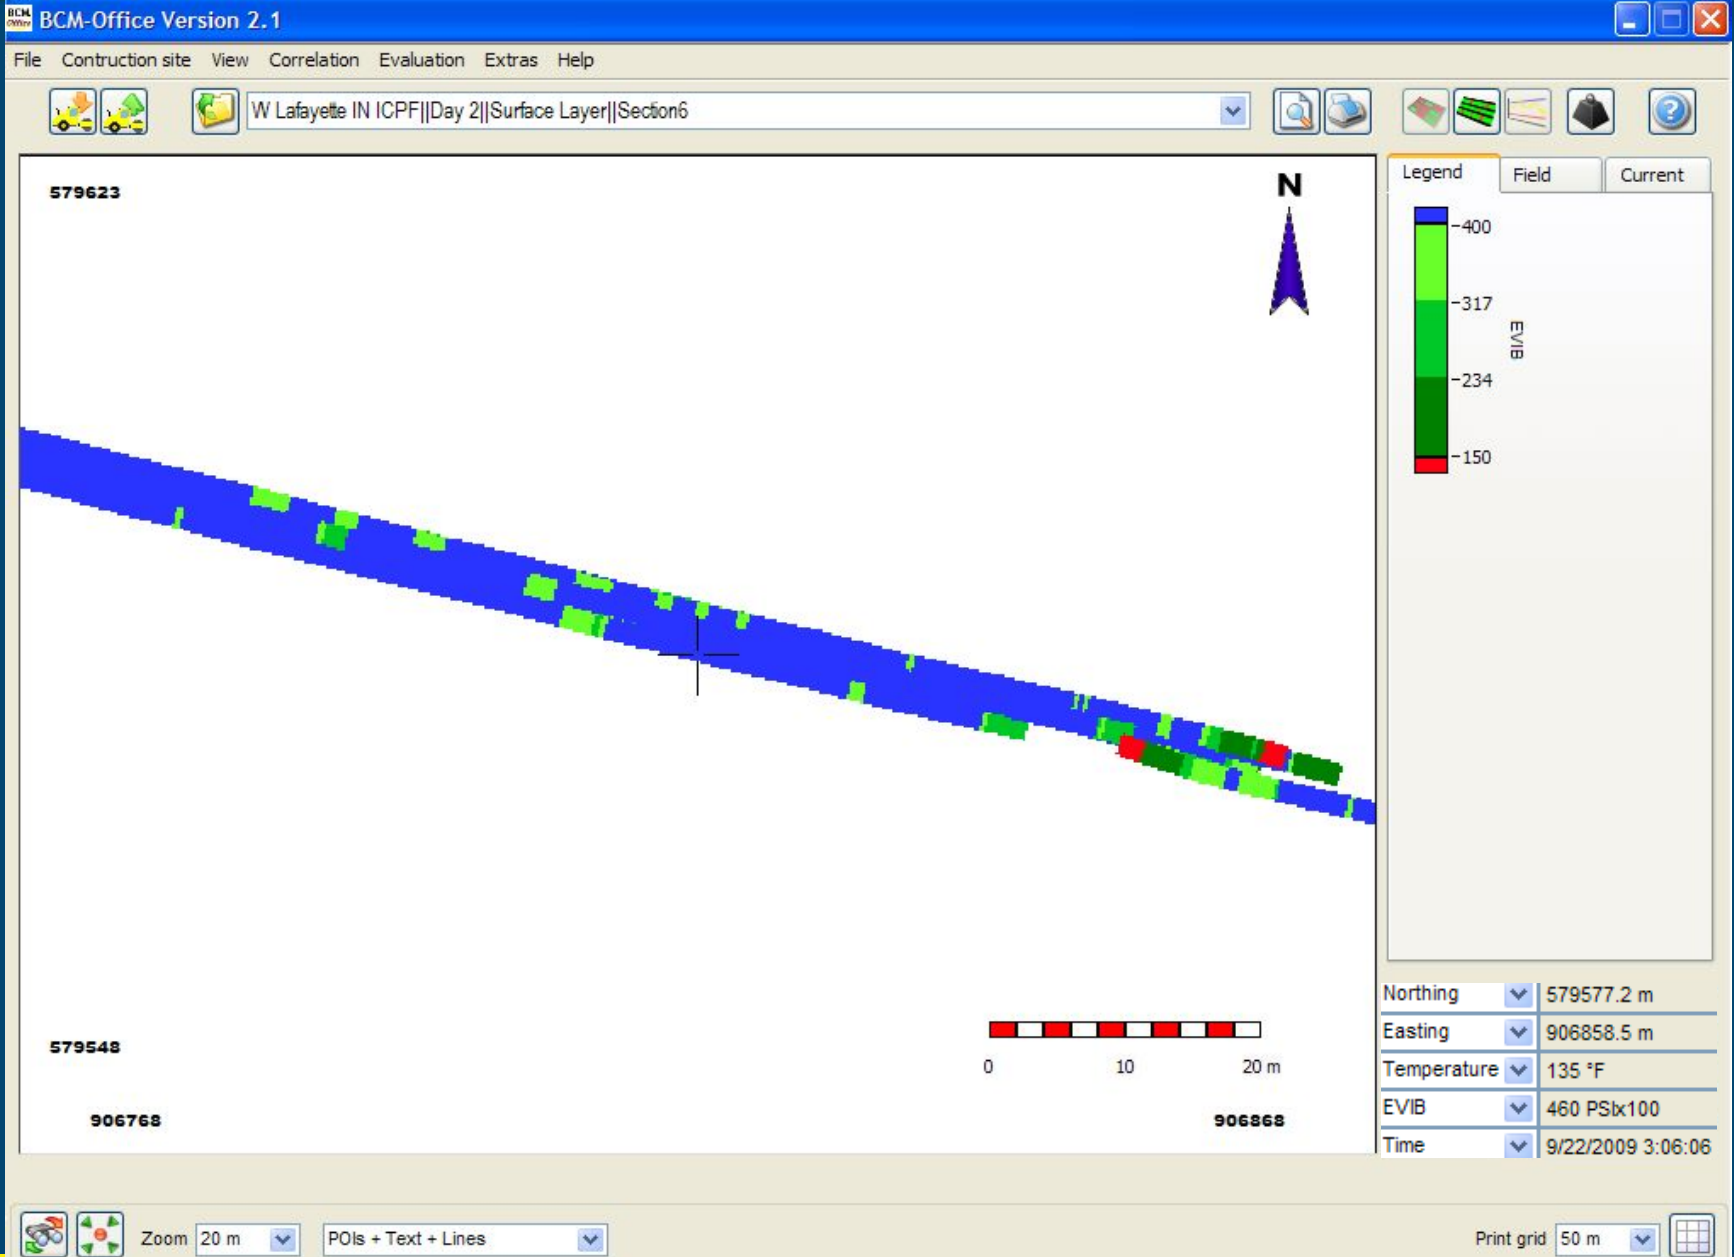 BCM Office BCM-Office Version 2.1
File Contruction site View Correlation Evaluation Extras Help
W Lafayette IN ICPF||Day 2||Surface Layer||Section6
Legend Field Current
579623
N
400
317
EVIB
234
150
579548
0 10 20 m
906768 906868
Northing 579577.2 m
Easting 906858.5 m
Temperature 135 °F
EVIB 460 PSIx100
Time 9/22/2009 3:06:06
Zoom 20 m POIs + Text + Lines Print grid 50 m